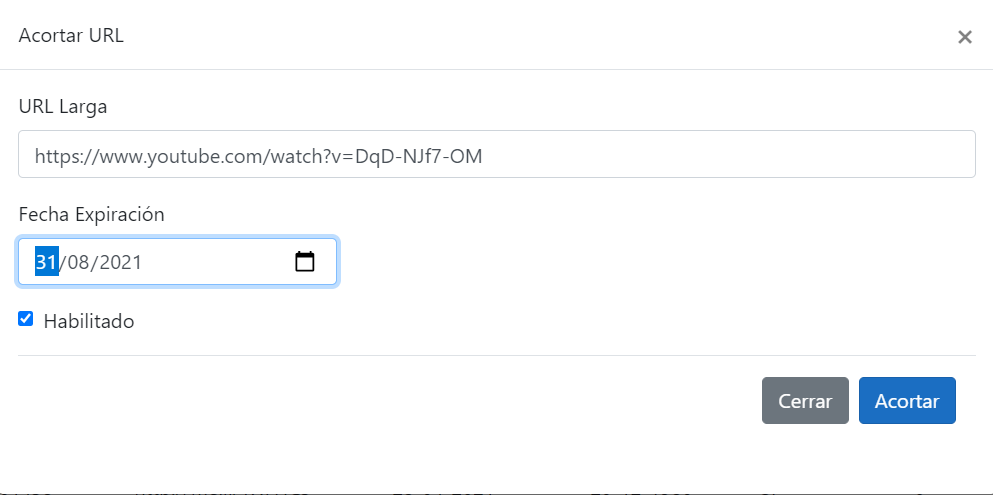 Acortar URL
×
URL Larga
https://www.youtube.com/watch?v=DqD-NJf7-OM
Fecha Expiración
31/08/2021
Habilitado
Cerrar Acortar